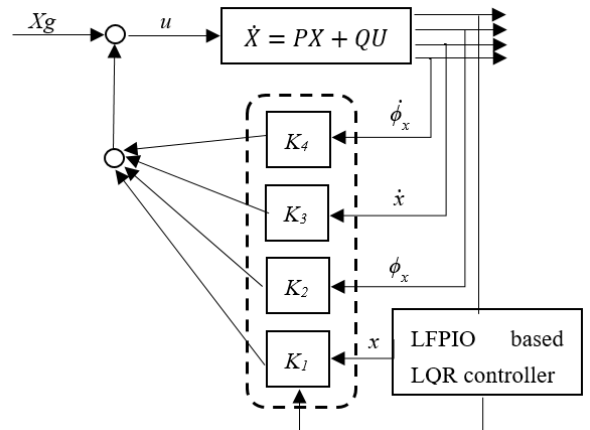 Xg
u
Ẋ = PX + QU
K4
ϕ̇x
K3
ẋ
K2
ϕx
K1
x
LFPIO based
LQR controller